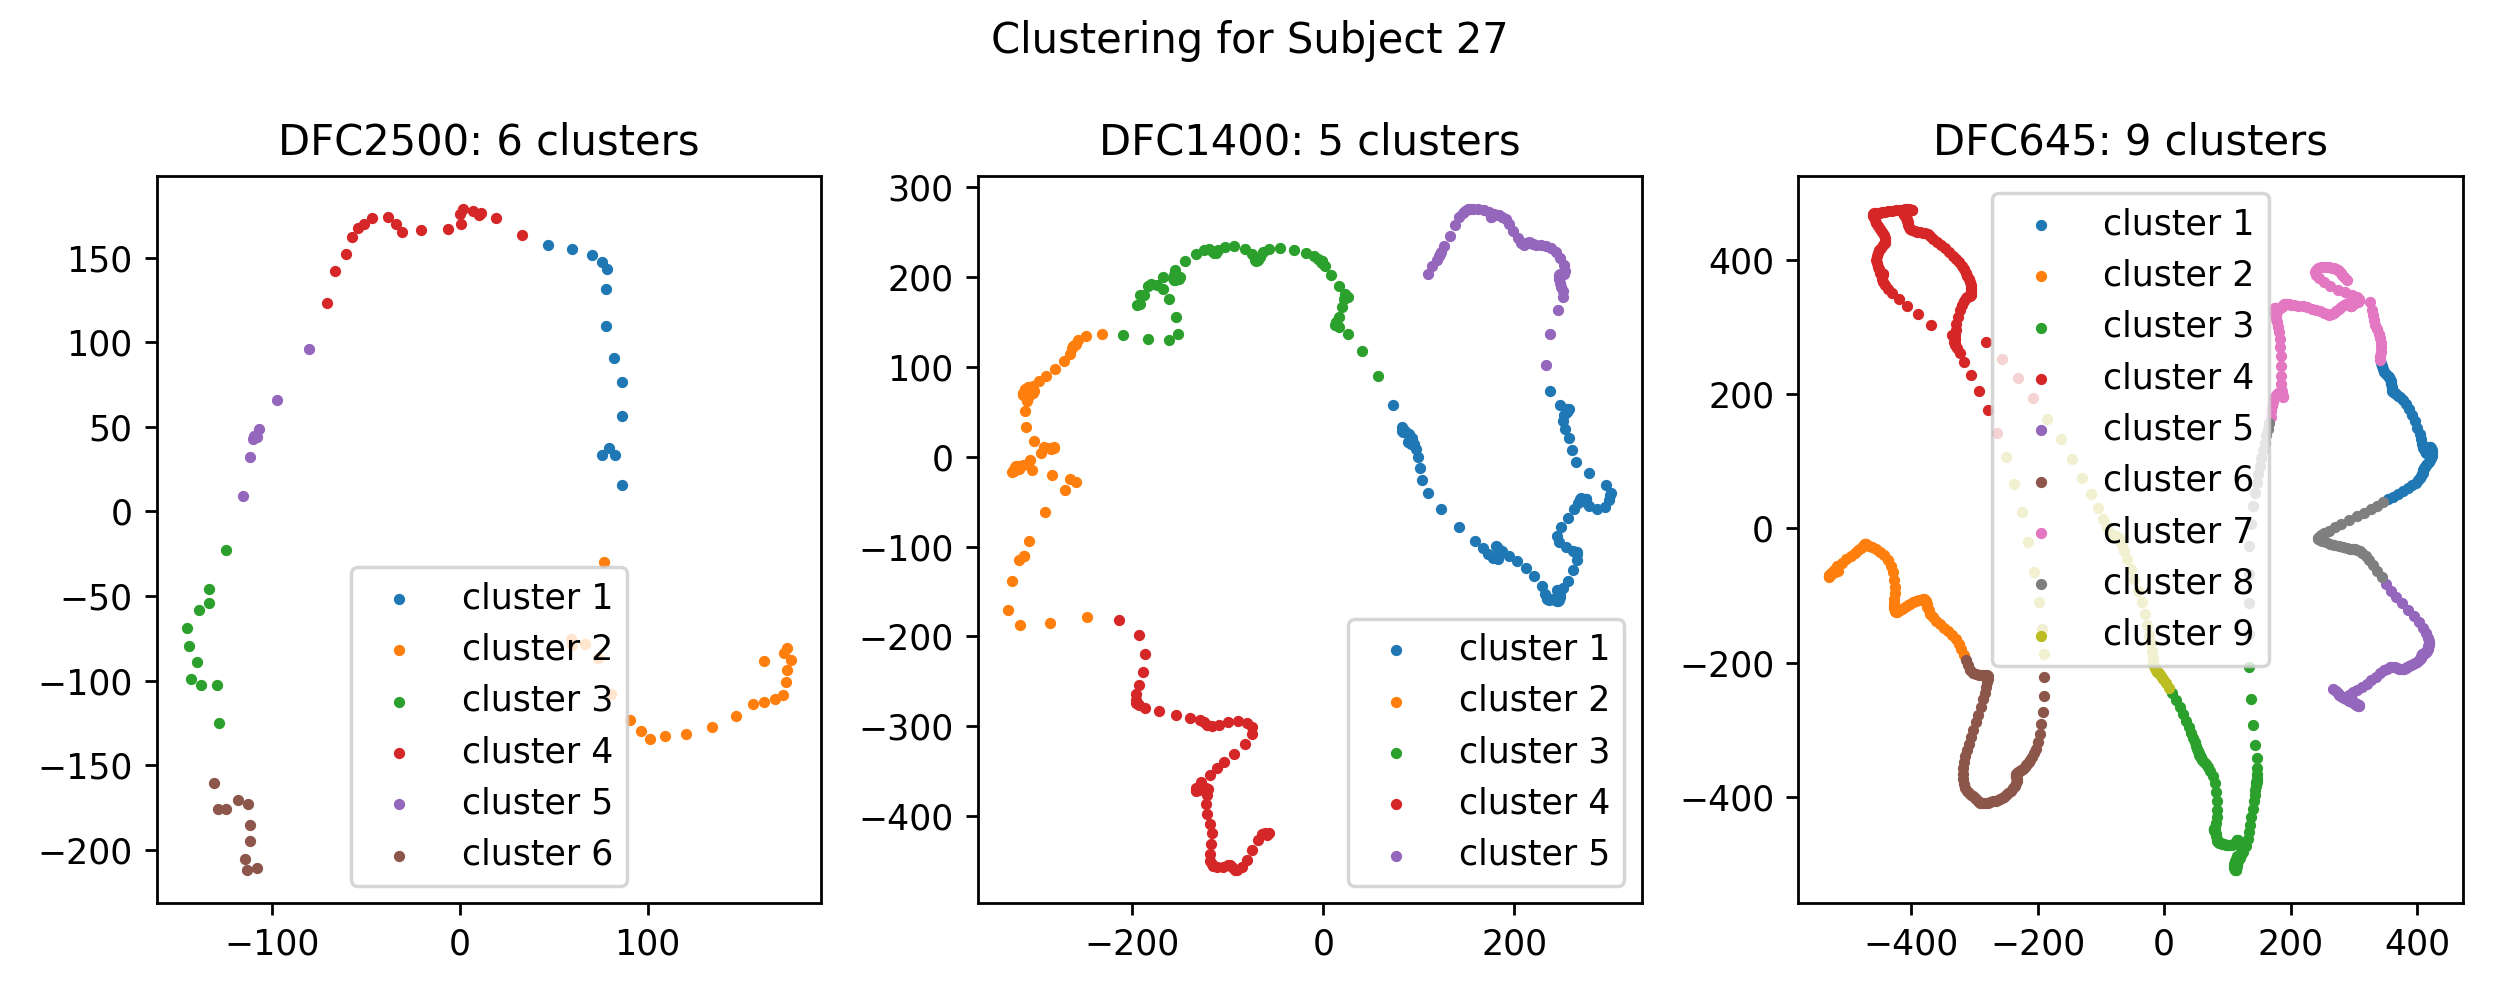 Clustering for Subject 27
DFC2500: 6 clusters
150
100
50
0
−50
−100
−150
−200
−100
0
100
cluster 1
cluster 2
cluster 3
cluster 4
cluster 5
cluster 6
DFC1400: 5 clusters
300
200
100
0
−100
−200
−300
−400
−200
0
200
cluster 1
cluster 2
cluster 3
cluster 4
cluster 5
DFC645: 9 clusters
400
200
0
−200
−400
−400
−200
0
200
400
cluster 1
cluster 2
cluster 3
cluster 4
cluster 5
cluster 6
cluster 7
cluster 8
cluster 9